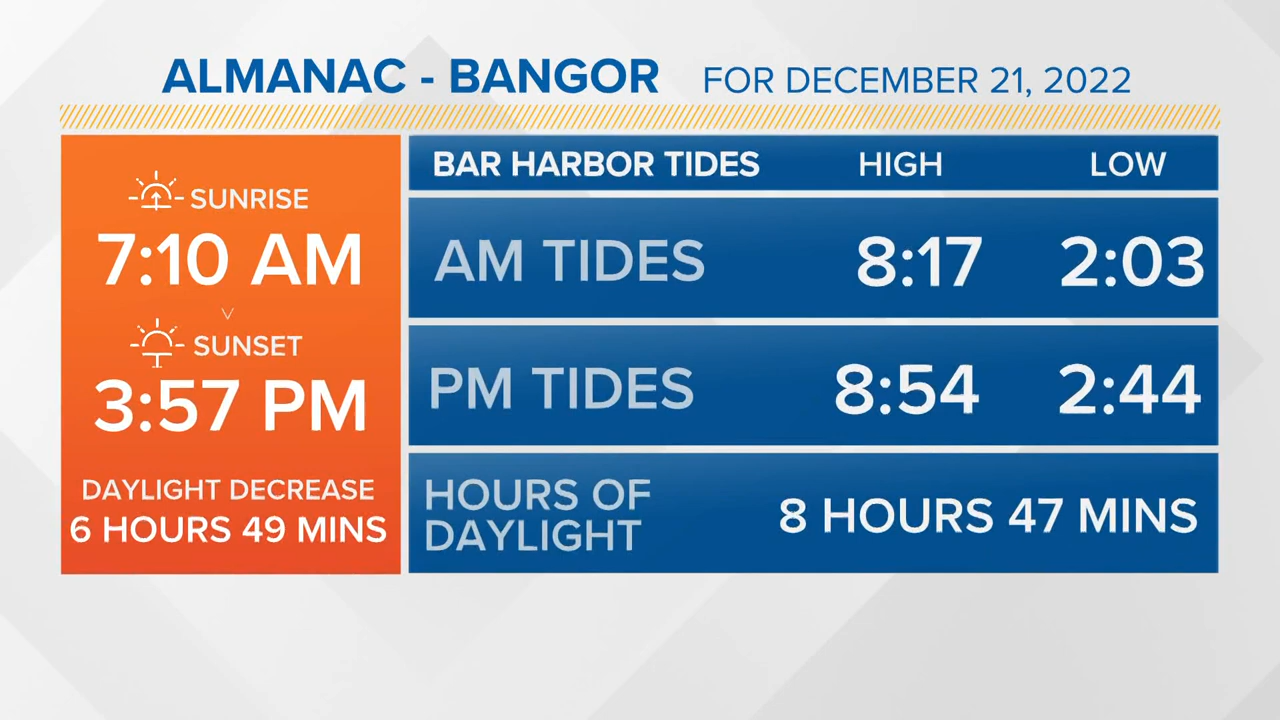 ALMANAC - BANGOR FOR DECEMBER 21, 2022
SUNRISE
7:10 AM
SUNSET
3:57 PM
DAYLIGHT DECREASE
6 HOURS 49 MINS
BAR HARBOR TIDES HIGH LOW
AM TIDES 8:17 2:03
PM TIDES 8:54 2:44
HOURS OF
DAYLIGHT
8 HOURS 47 MINS